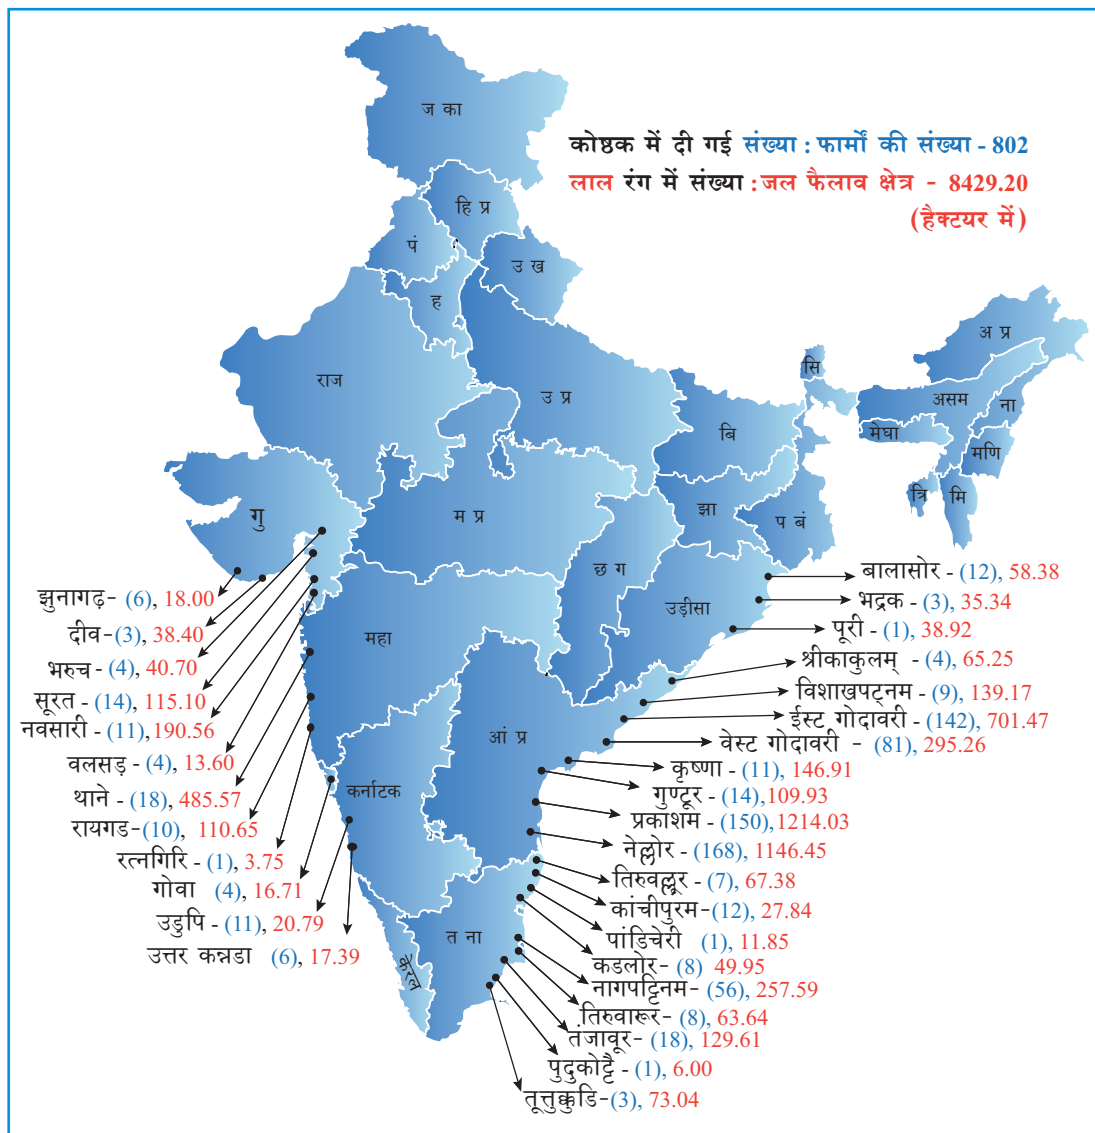 ज का
कोष्ठक में दी गई संख्या : फार्मों की संख्या - 802
लाल रंग में संख्या : जल फैलाव क्षेत्र - 8429.20
(हैक्टयर में)
हि प्र
पं
उ ख
ह
अ प्र
सि
राज
उ प्र
असम
ना
बि
मेघा
मणि
त्रि
मि
गु
म प्र
झा
प बं
छ ग
उड़ीसा
महा
आं प्र
कर्नाटक
त ना
केरल
झुनागढ़- (6), 18.00
दीव-(3), 38.40
भरुच- (4), 40.70
सूरत - (14), 115.10
नवसारी - (11),190.56
वलसड़ - (4), 13.60
थाने - (18), 485.57
रायगड-(10), 110.65
रत्नगिरि - (1), 3.75
गोवा (4), 16.71
उडुपि - (11), 20.79
उत्तर कन्नडा (6), 17.39
बालासोर - (12), 58.38
भद्रक - (3), 35.34
पूरी - (1), 38.92
श्रीकाकुलम् - (4), 65.25
विशाखपट्नम - (9), 139.17
ईस्ट गोदावरी - (142), 701.47
वेस्ट गोदावरी - (81), 295.26
कृष्णा - (11), 146.91
गुण्टूर - (14),109.93
प्रकाशम - (150), 1214.03
नेल्लोर - (168), 1146.45
तिरुवल्लूर - (7), 67.38
कांचीपुरम-(12), 27.84
पांडिचेरी (1), 11.85
कडलोर- (8) 49.95
नागपट्टिनम- (56), 257.59
तिरुवारूर- (8), 63.64
तंजावूर- (18), 129.61
पुदुकोट्टै - (1), 6.00
तूत्तुक्कुडि-(3), 73.04